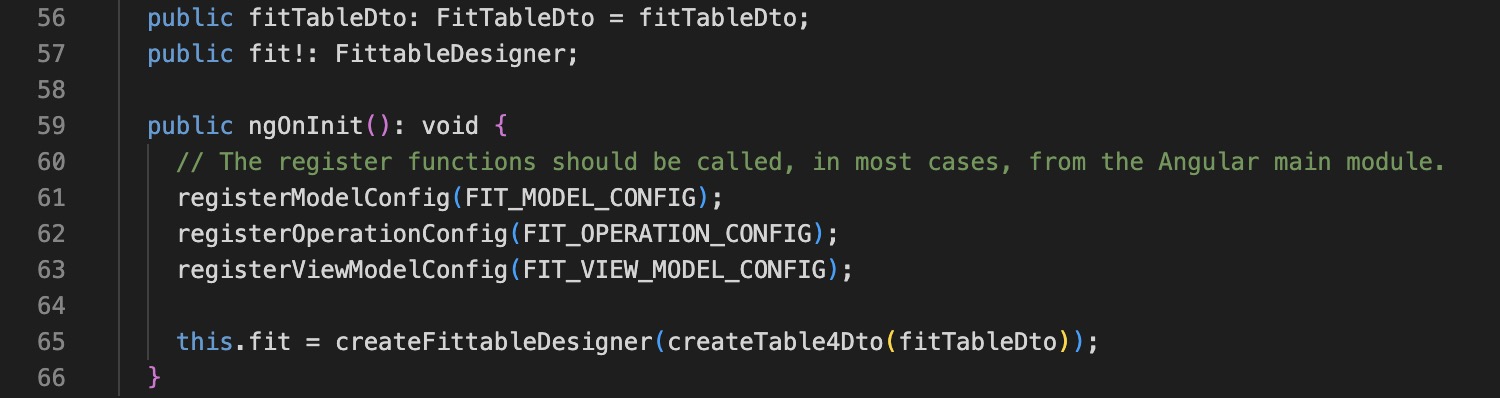 56 public fitTableDto: FitTableDto = fitTableDto;
57 public fit!: FittableDesigner;
58
59 public ngOnInit(): void {
60 // The register functions should be called, in most cases, from the Angular main module.
61 registerModelConfig(FIT_MODEL_CONFIG);
62 registerOperationConfig(FIT_OPERATION_CONFIG);
63 registerViewModelConfig(FIT_VIEW_MODEL_CONFIG);
64
65 this.fit = createFittableDesigner(createTable4Dto(fitTableDto));
66 }